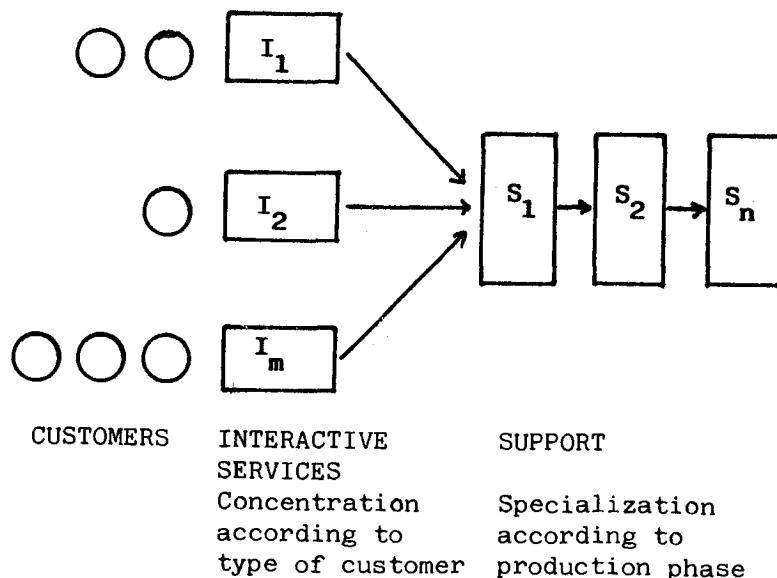 I1
I2
Im
S1
S2
Sn
CUSTOMERS
INTERACTIVE
SERVICES
Concentration
according to
type of customer
SUPPORT
Specialization
according to
production phase